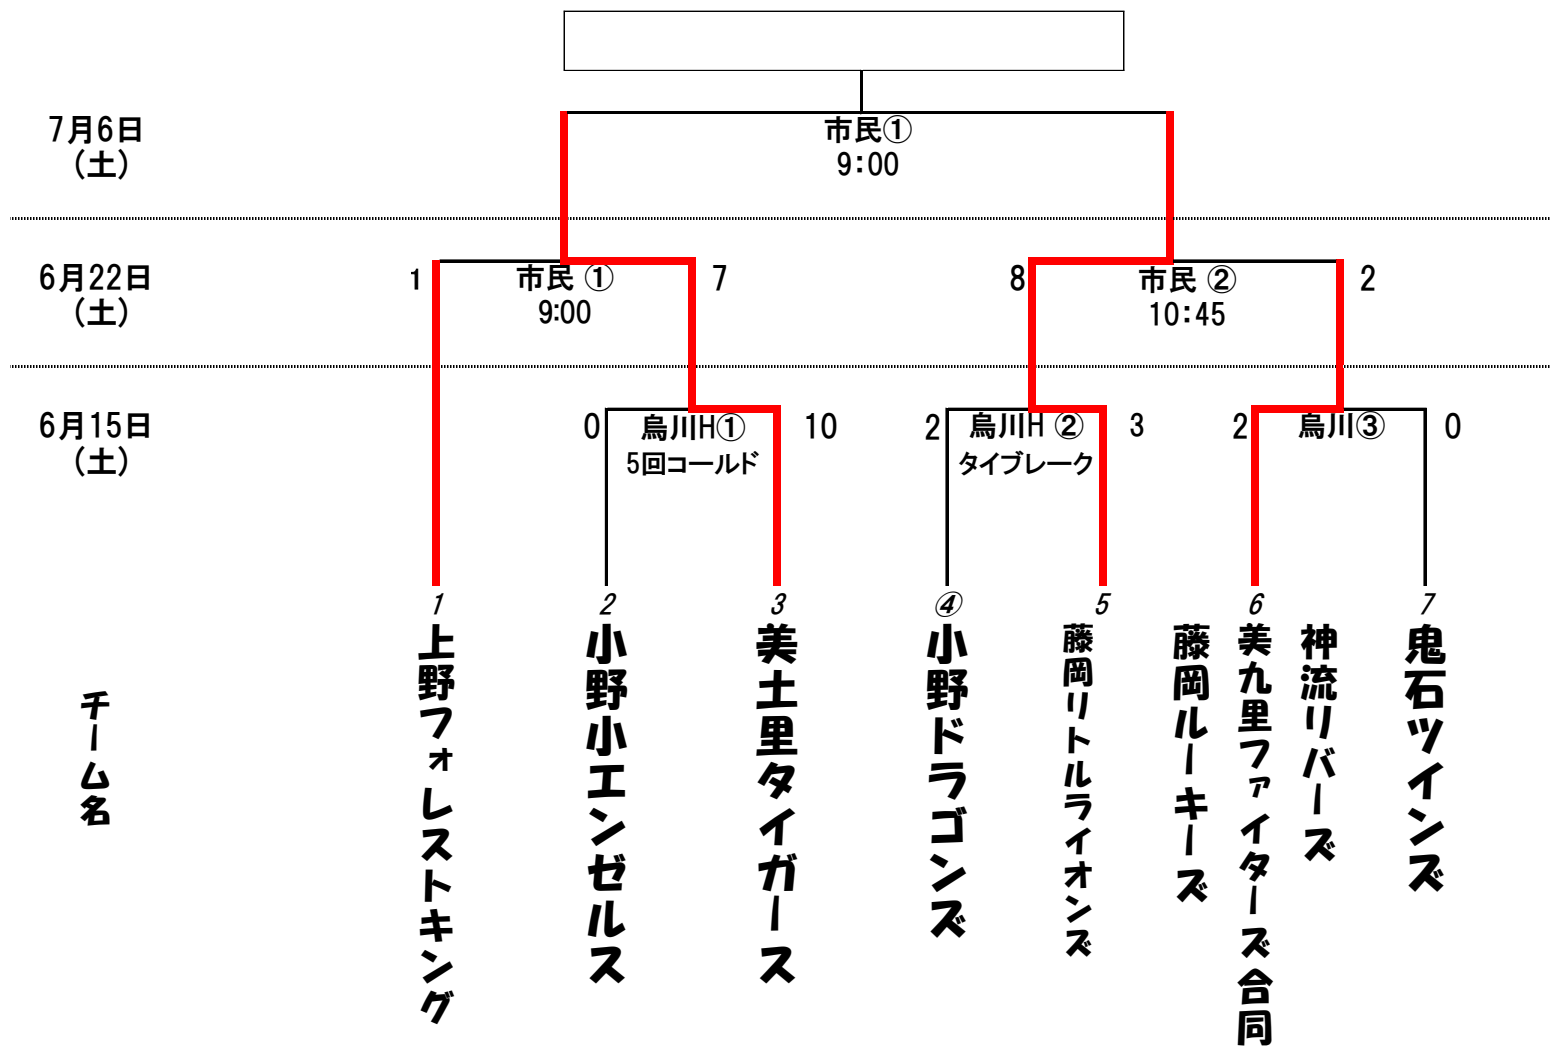 7月6日
(土)
市民①
9:00
6月22日
(土)
1
市民 ①
9:00
7
8
市民 ②
10:45
2
6月15日
(土)
0
烏川H①
5回コールド
10
2
烏川H ②
タイブレーク
3
2
烏川③
0
1
2
3
④
5
6
7
チーム名
上野フォレストキング
小野小エンゼルス
美土里タイガース
小野ドラゴンズ
藤岡リトルライオンズ
藤岡ルーキーズ
美九里ファイターズ合同
神流リバーズ
鬼石ツインズ